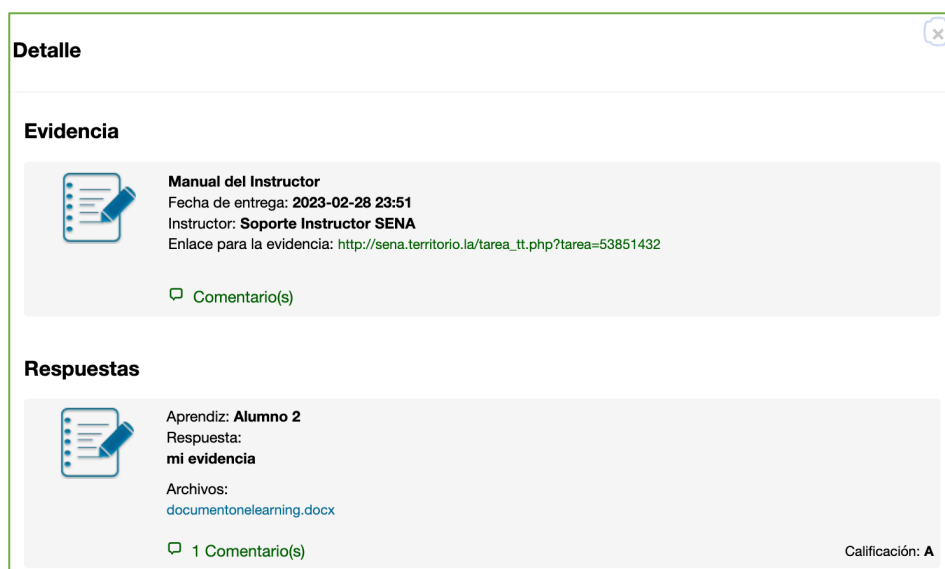 Detalle
Evidencia
Manual del Instructor
Fecha de entrega: 2023-02-28 23:51
Instructor: Soporte Instructor SENA
Enlace para la evidencia: http://sena.territorio.la/tarea_tt.php?tarea=53851432
Comentario(s)
Respuestas
Aprendiz: Alumno 2
Respuesta:
mi evidencia
Archivos:
documentonelearning.docx
1 Comentario(s)
Calificación: A